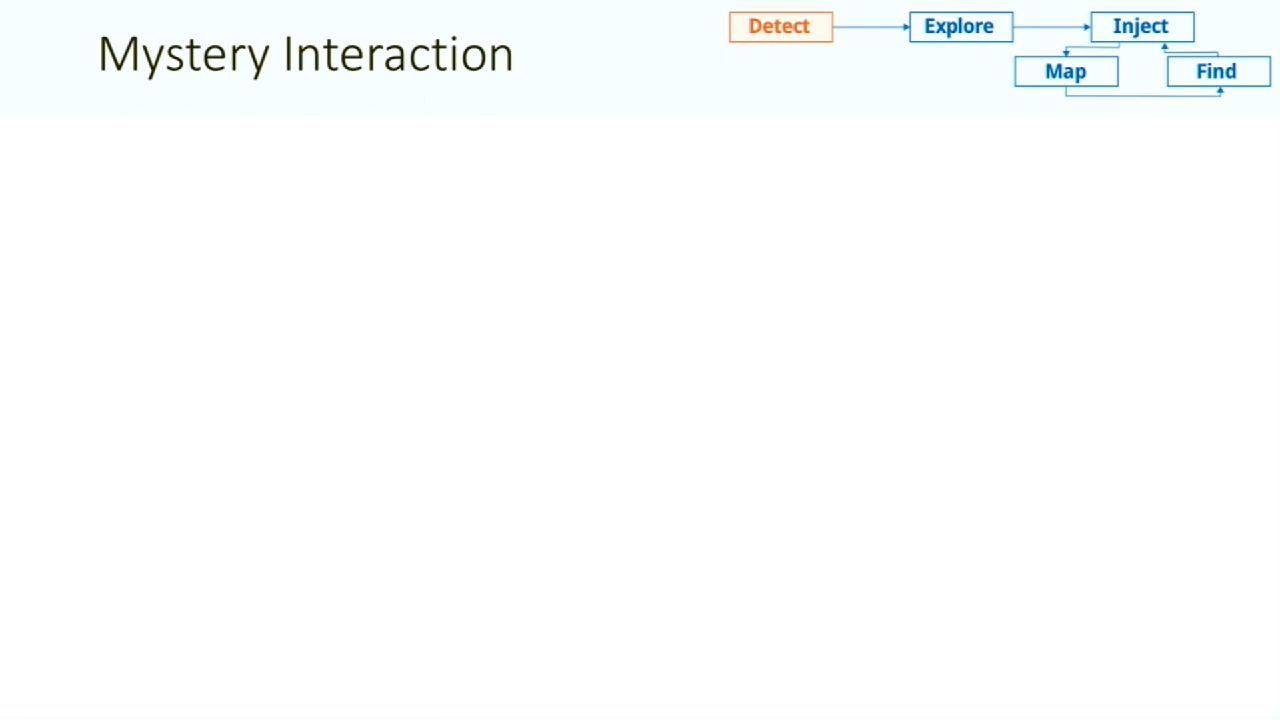 Mystery Interaction
Detect
Explore
Inject
Map
Find